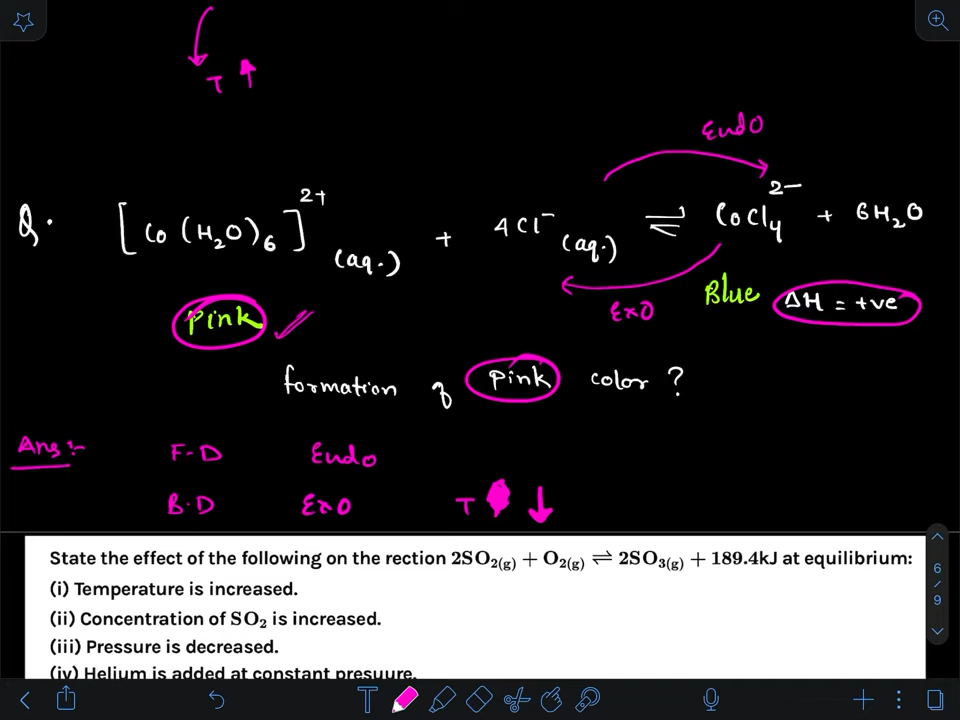 T ↑
Endo
Q. [Co(H₂O)₆]²⁺ (aq.) + 4Cl⁻ (aq.) ⇌ CoCl₄²⁻ + 6H₂O
Pink ✓ Exo Blue ΔH = +ve
formation of Pink color ?
Ans :- F-D Endo
B.D Exo T ↓
State the effect of the following on the rection 2SO₂(g) + O₂(g) ⇌ 2SO₃(g) + 189.4kJ at equilibrium:
(i) Temperature is increased.
(ii) Concentration of SO₂ is increased.
(iii) Pressure is decreased.
(iv) Helium is added at constant presuure.
6
/
9